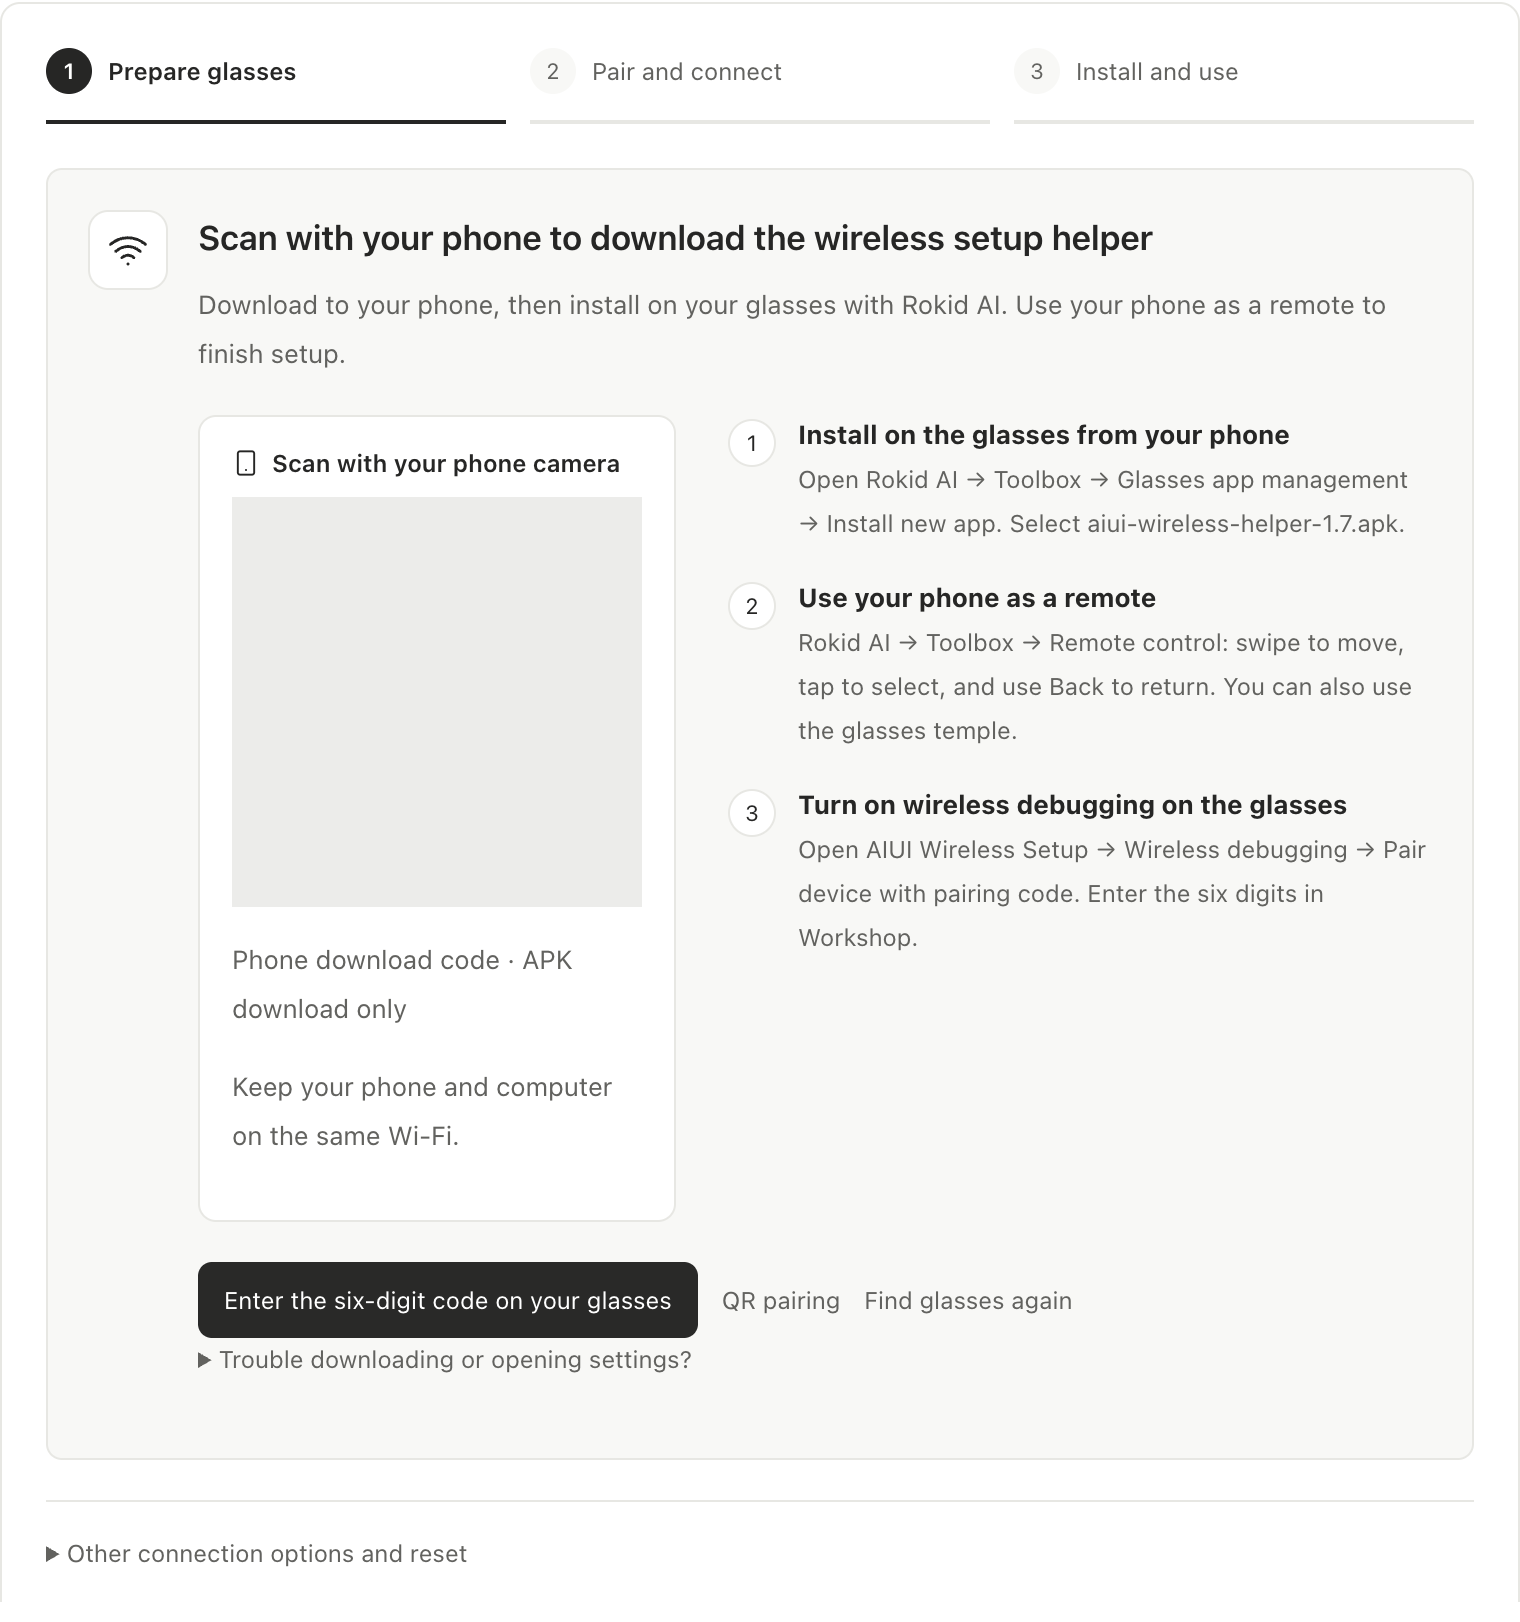 1 Prepare glasses
2 Pair and connect
3 Install and use
Scan with your phone to download the wireless setup helper
Download to your phone, then install on your glasses with Rokid AI. Use your phone as a remote to
finish setup.
Scan with your phone camera
Phone download code · APK
download only
Keep your phone and computer
on the same Wi-Fi.
1 Install on the glasses from your phone
Open Rokid AI → Toolbox → Glasses app management
→ Install new app. Select aiui-wireless-helper-1.7.apk.
2 Use your phone as a remote
Rokid AI → Toolbox → Remote control: swipe to move,
tap to select, and use Back to return. You can also use
the glasses temple.
3 Turn on wireless debugging on the glasses
Open AIUI Wireless Setup → Wireless debugging → Pair
device with pairing code. Enter the six digits in
Workshop.
Enter the six-digit code on your glasses
QR pairing
Find glasses again
▶ Trouble downloading or opening settings?
▶ Other connection options and reset